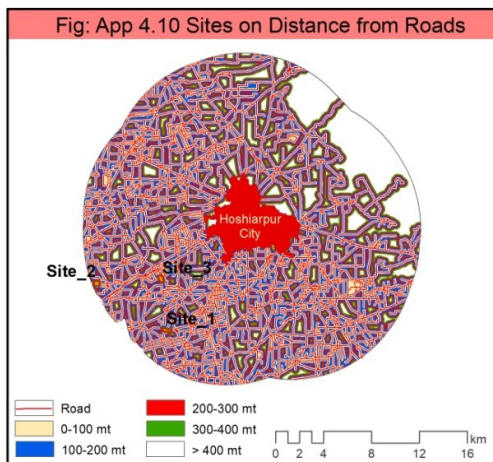 Fig: App 4.10 Sites on Distance from Roads
Hoshiarpur
City
Site_2
Site_3
Site_1
Road
0-100 mt
100-200 mt
200-300 mt
300-400 mt
> 400 mt
km
0 2 4 8 12 16